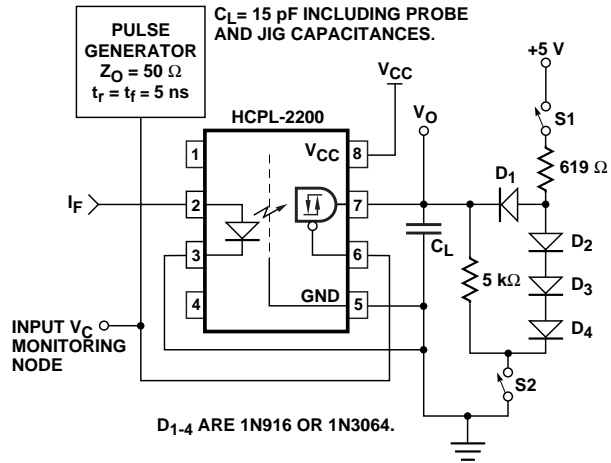 PULSE
GENERATOR
Z_O = 50 Ω
t_r = t_f = 5 ns
C_L= 15 pF INCLUDING PROBE
AND JIG CAPACITANCES.
+5 V
V_CC
V_O
S1
HCPL-2200
619 Ω
1
V_CC
8
D_1
I_F
2
7
D_2
C_L
3
6
5 kΩ
D_3
4
GND
5
D_4
INPUT V_C
MONITORING
NODE
S2
D_1-4 ARE 1N916 OR 1N3064.